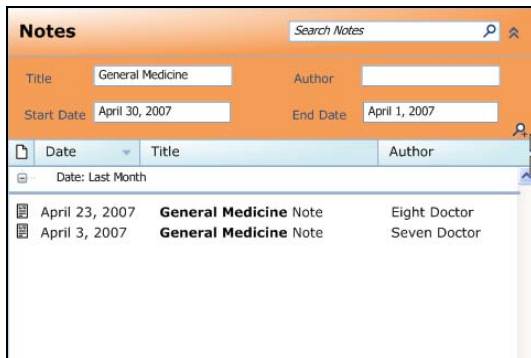 Notes Search Notes
Title General Medicine Author
Start Date April 30, 2007 End Date April 1, 2007
Date Title Author
Date: Last Month
April 23, 2007 General Medicine Note Eight Doctor
April 3, 2007 General Medicine Note Seven Doctor